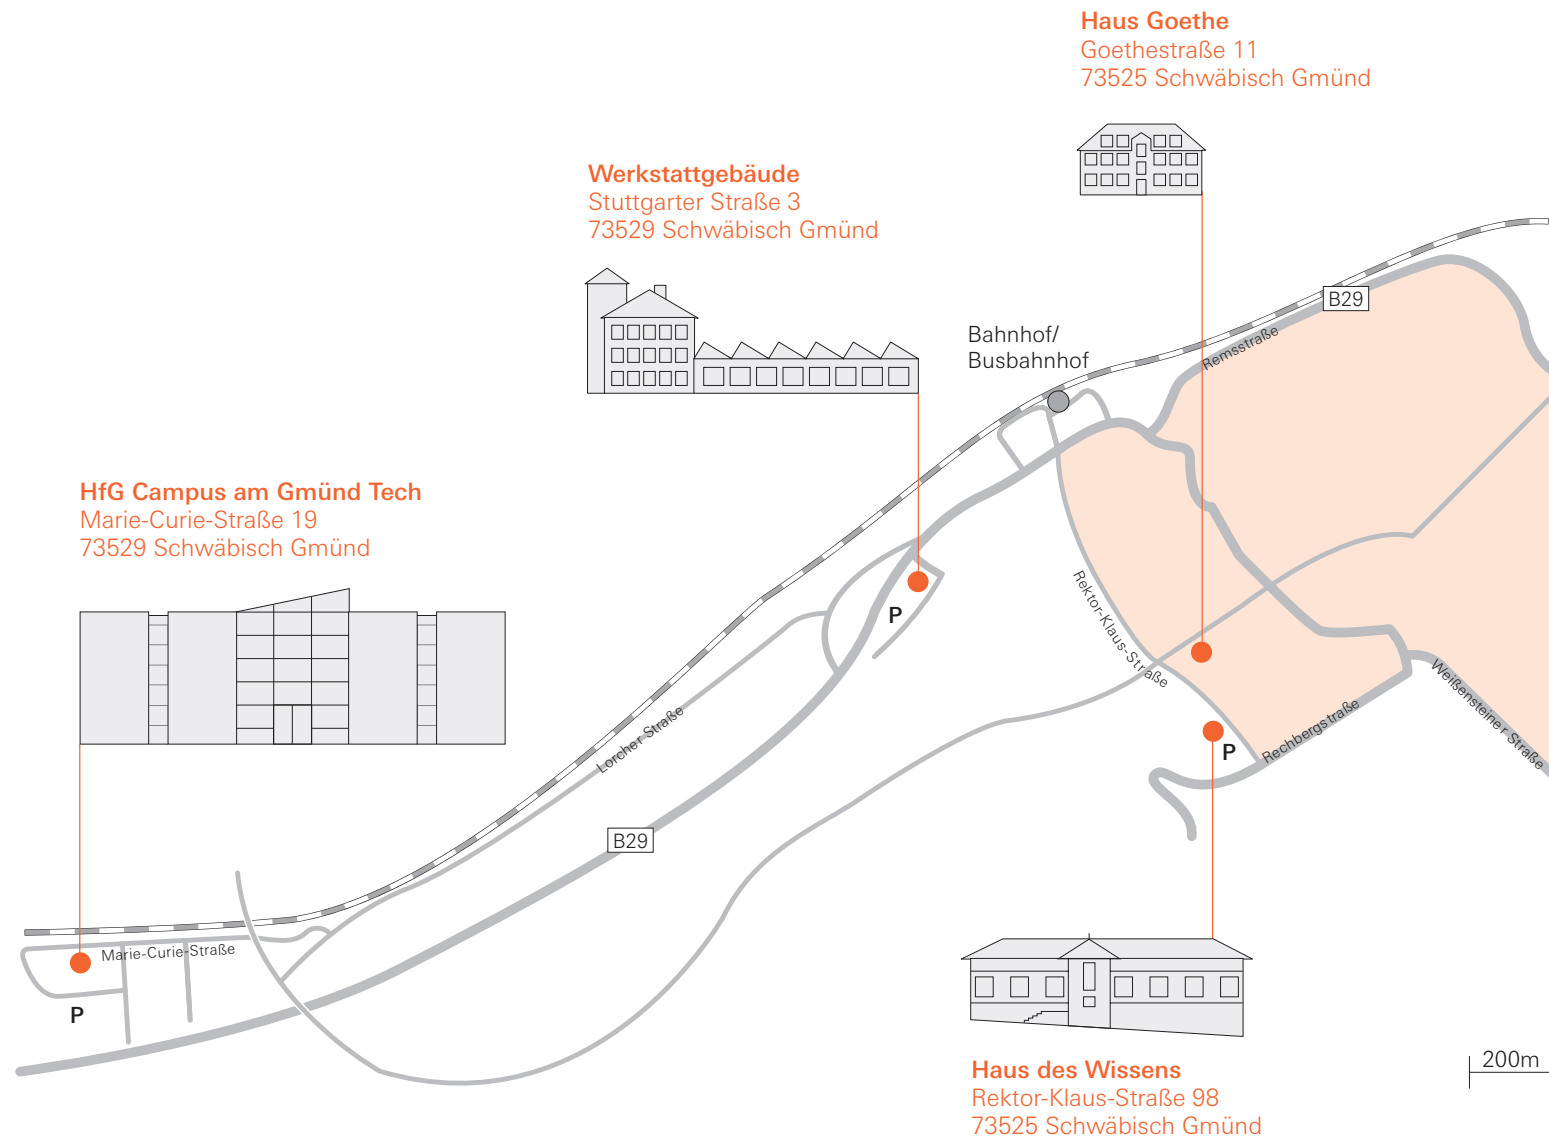 Haus Goethe
Goethestraße 11
73525 Schwäbisch Gmünd
Werkstattgebäude
Stuttgarter Straße 3
73529 Schwäbisch Gmünd
B29
Bahnhof/
Busbahnhof
Remsstraße
HfG Campus am Gmünd Tech
Marie-Curie-Straße 19
73529 Schwäbisch Gmünd
P
Rektor-Klaus-Straße
Weißensteiner Straße
Rechbergstraße
P
Lorcher Straße
B29
Marie-Curie-Straße
P
200m
Haus des Wissens
Rektor-Klaus-Straße 98
73525 Schwäbisch Gmünd